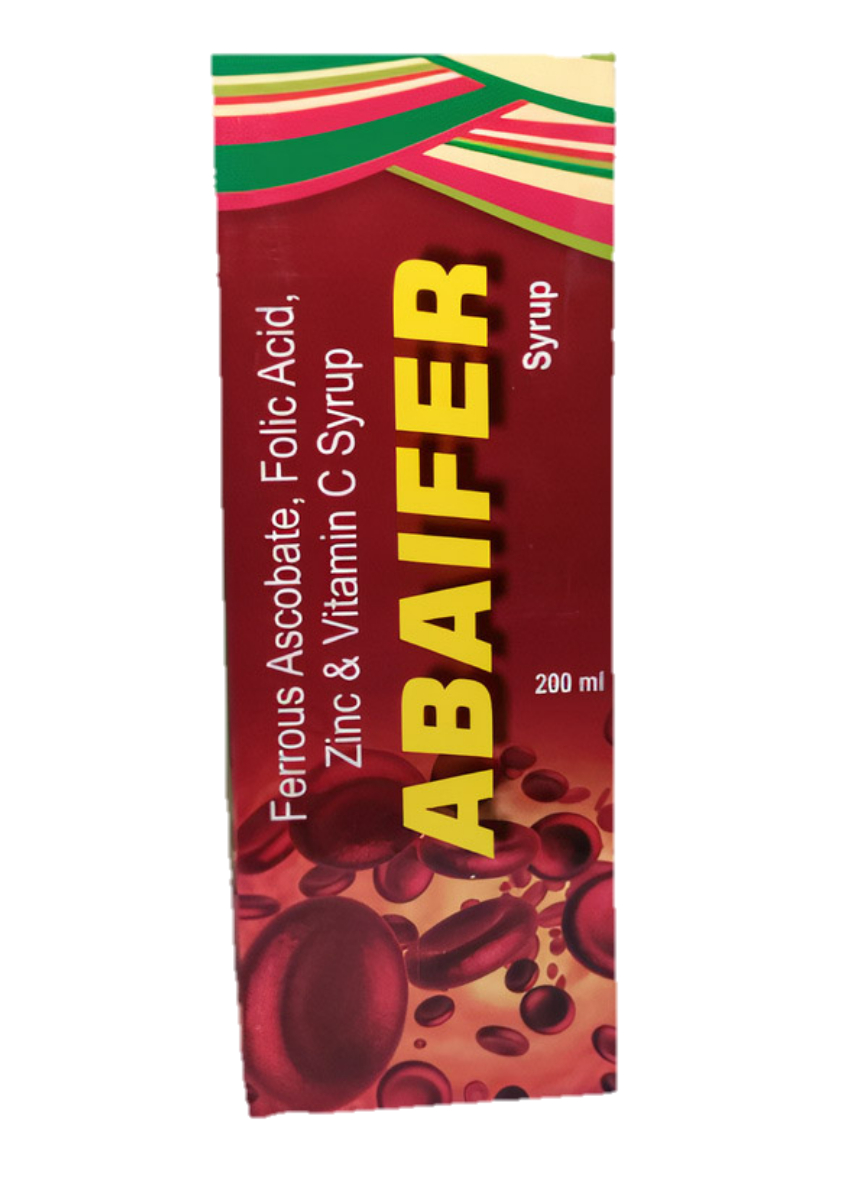 Ferrous Ascobate, Folic Acid,
Zinc & Vitamin C Syrup
ABAIFER
Syrup
200 ml